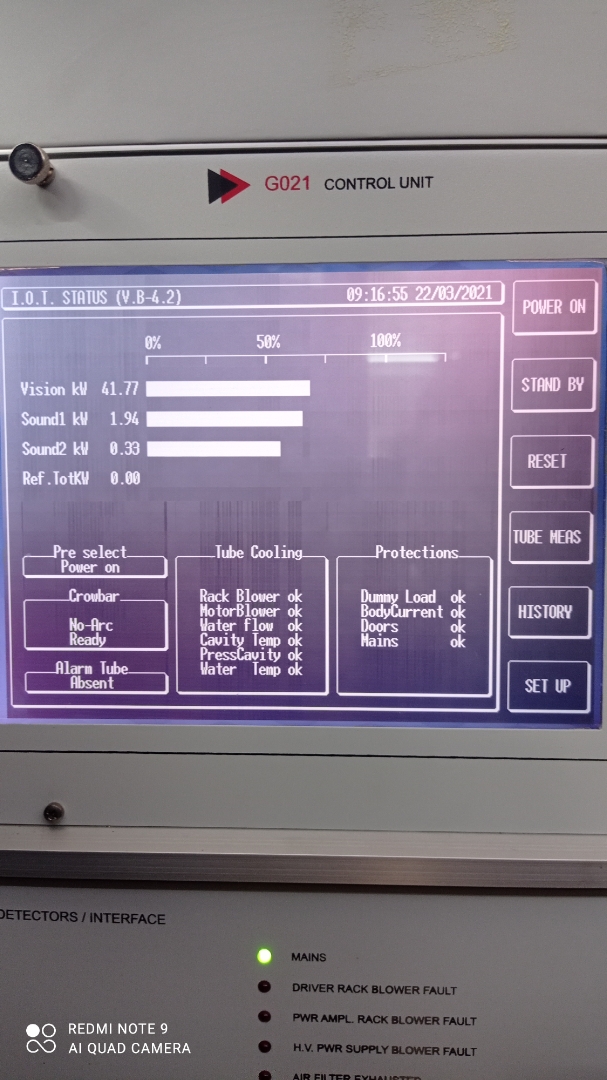 G021 CONTROL UNIT
I.O.T. STATUS (V.B-4.2) 09:16:55 22/03/2021
POWER ON
0% 50% 100%
Vision kW 41.77
STAND BY
Sound1 kW 1.94
Sound2 kW 0.33
RESET
Ref.TotKW 0.00
TUBE MEAS
Pre select
Power on
Crowbar
No-Arc
Ready
Alarm Tube
Absent
Tube Cooling
Rack Blower ok
MotorBlower ok
Water flow ok
Cavity Temp ok
PressCavity ok
Water Temp ok
Protections
Dummy Load ok
BodyCurrent ok
Doors ok
Mains ok
HISTORY
SET UP
DETECTORS / INTERFACE
MAINS
DRIVER RACK BLOWER FAULT
PWR AMPL. RACK BLOWER FAULT
H.V. PWR SUPPLY BLOWER FAULT
AIR FILTER EXHAUSTED
REDMI NOTE 9
AI QUAD CAMERA